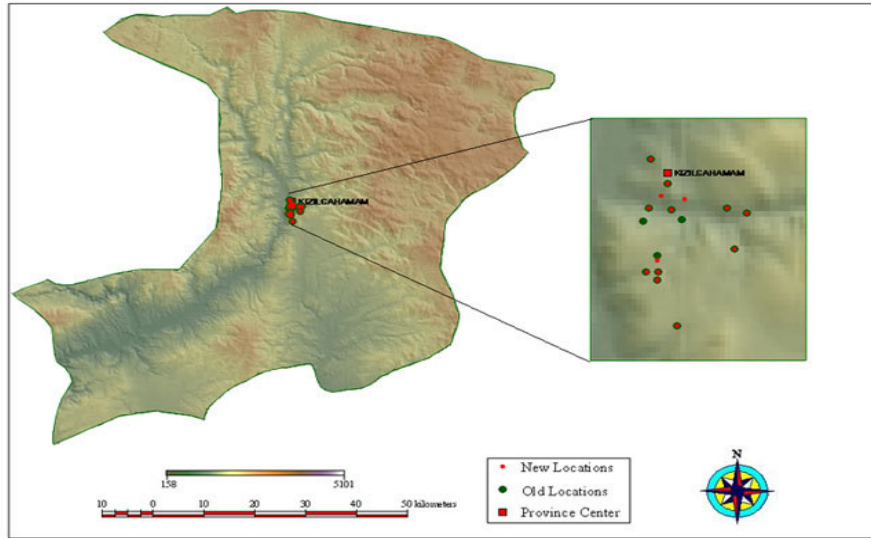 KIZILCAHAMAM
KIZILCAHAMAM
158 5101
10 0 10 20 30 40 50 kilometers
New Locations
Old Locations
Province Center
N